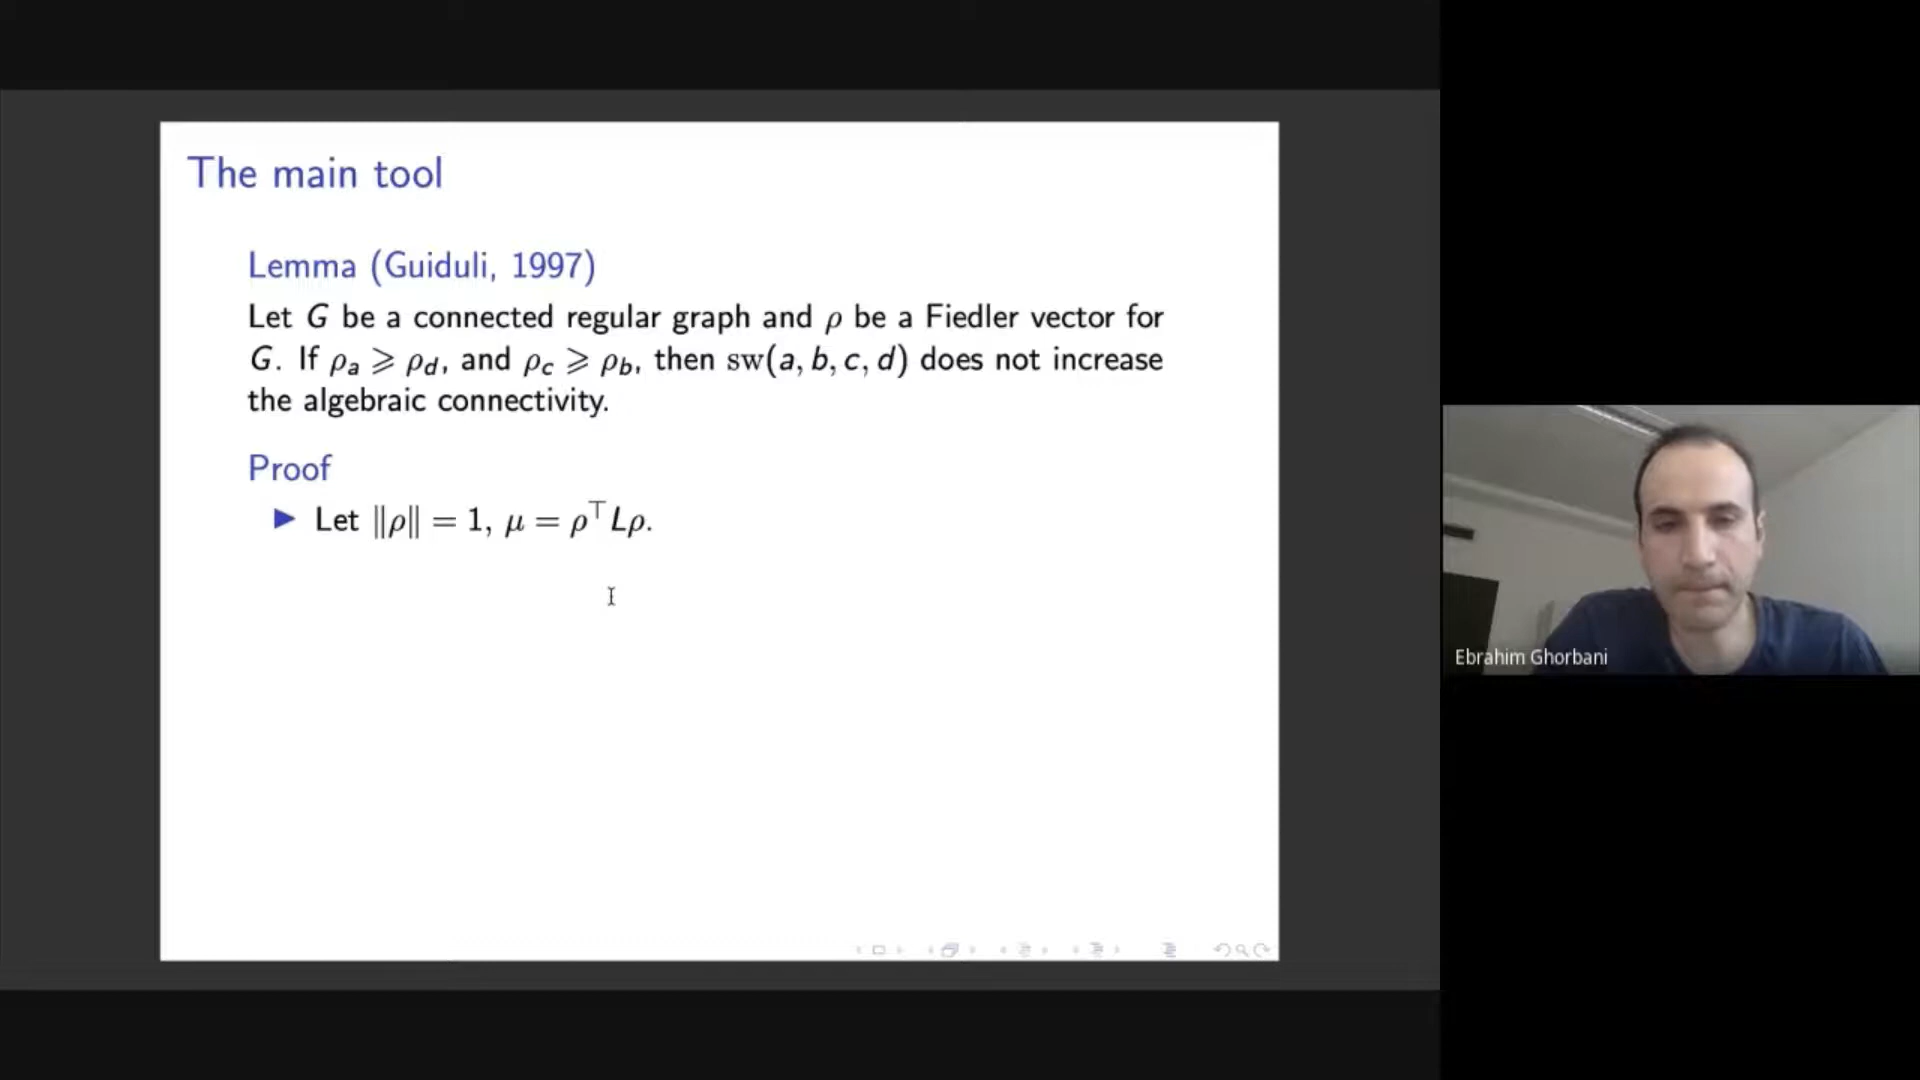 The main tool
Lemma (Guiduli, 1997)
Let G be a connected regular graph and ρ be a Fiedler vector for
G. If ρₐ ⩾ ρ_d, and ρ_c ⩾ ρ_b, then sw(a, b, c, d) does not increase
the algebraic connectivity.
Proof
▶ Let ‖ρ‖ = 1, μ = ρ^⊤Lρ.
Ebrahim Ghorbani